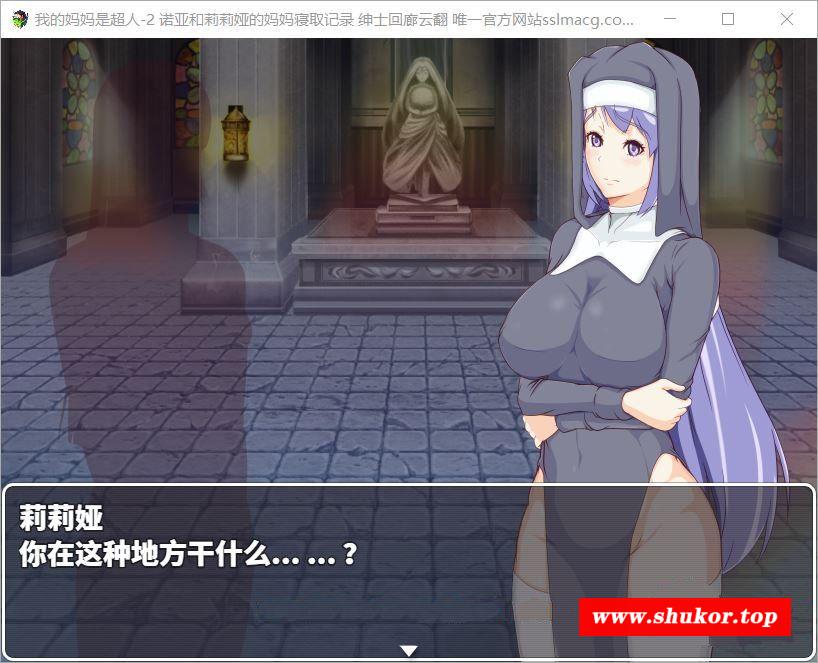 我的妈妈是超人-2 诺亚和莉莉娅的妈妈寝取记录 绅士回廊云翻 唯一官方网站sslmacg.co...
莉莉娅
你在这种地方干什么... ... ?
www.shukor.top